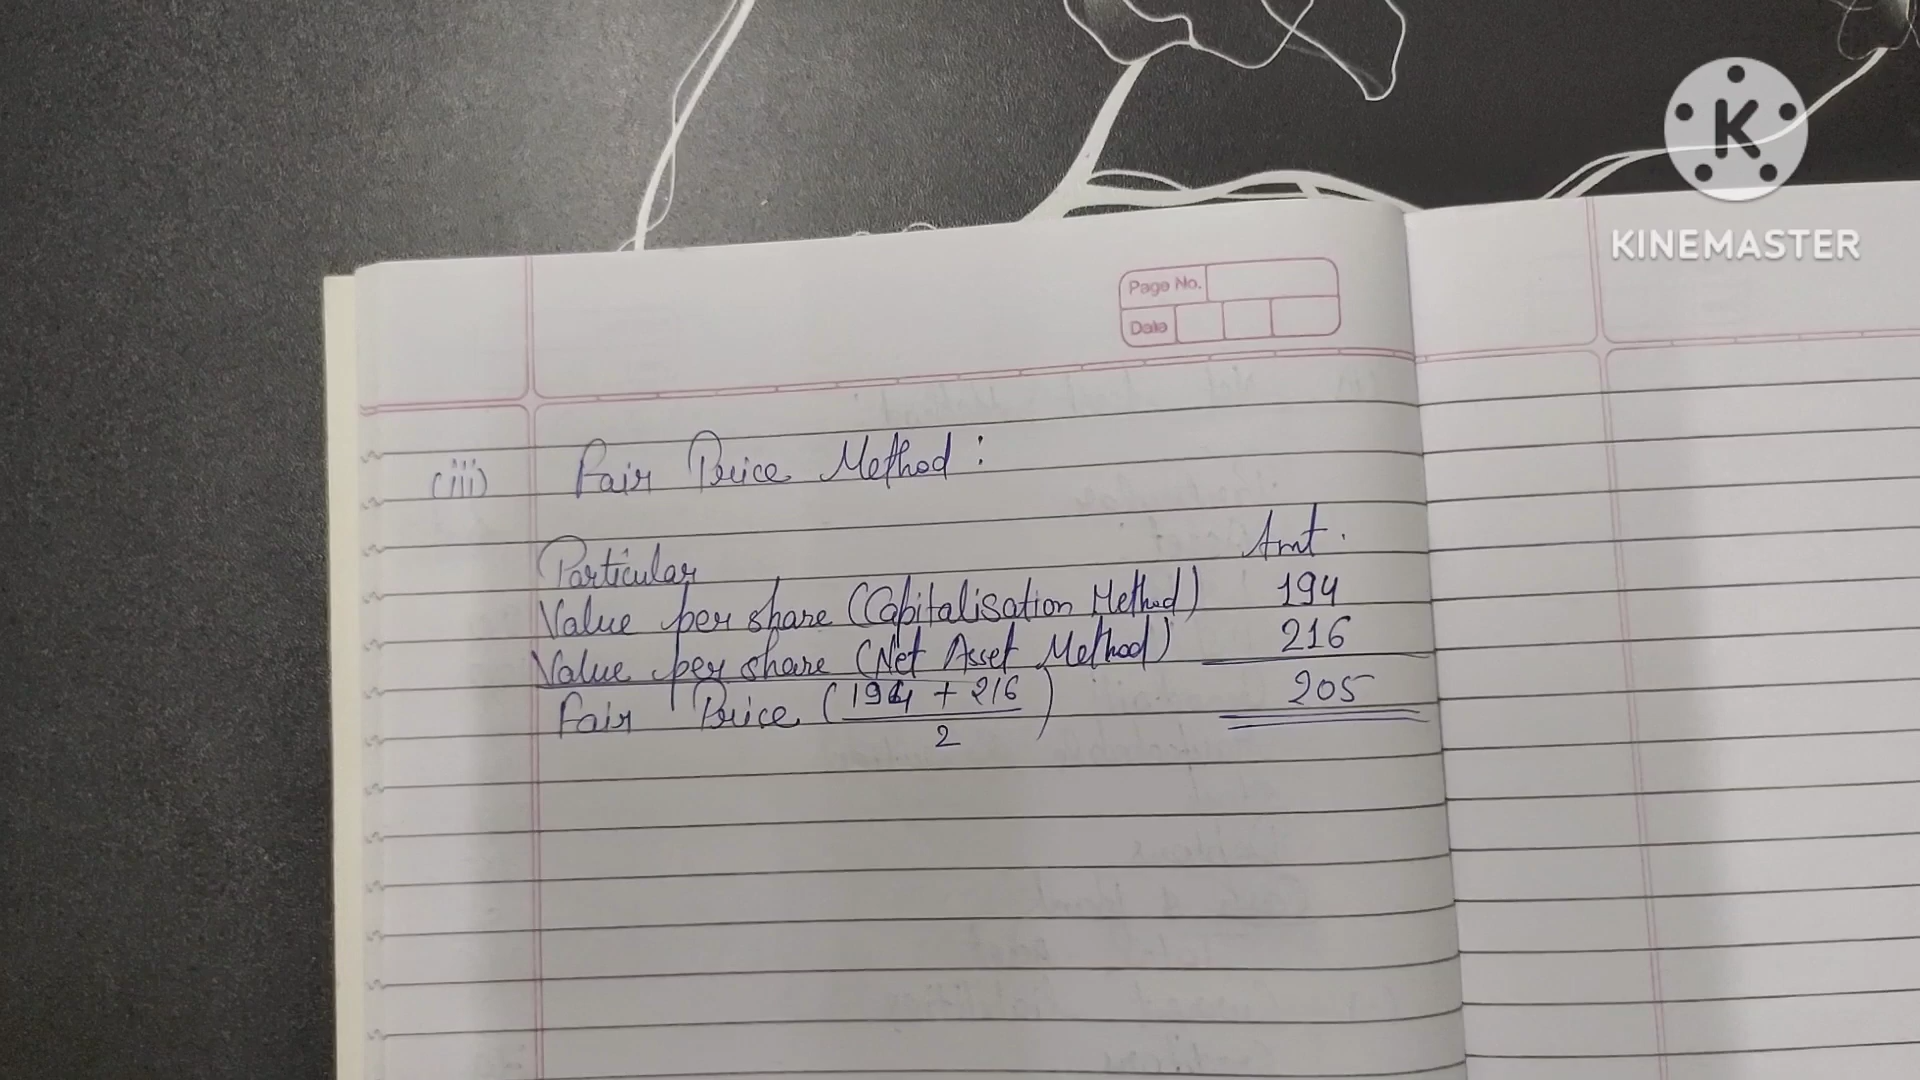 K
KINEMASTER
Page No.
Date
(iii) Fair Price Method :
Particular Amt.
Value per share (Capitalisation Method) 194
Value per share (Net Asset Method) 216
Fair Price (194 + 216 / 2) 205